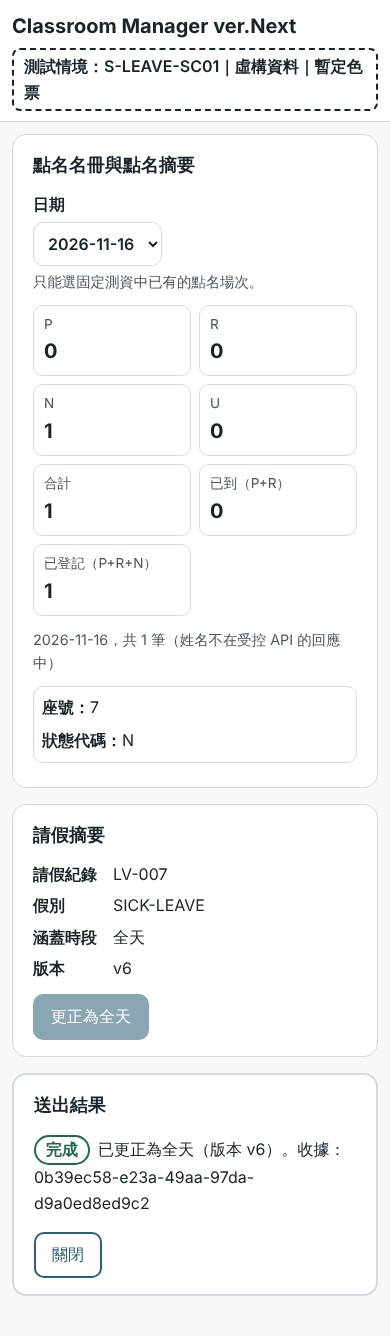 Classroom Manager ver.Next
測試情境：S-LEAVE-SC01｜虛構資料｜暫定色
票
點名名冊與點名摘要
日期
2026-11-16
只能選固定測資中已有的點名場次。
P
0
R
0
N
1
U
0
合計
1
已到（P+R）
0
已登記（P+R+N）
1
2026-11-16，共 1 筆（姓名不在受控 API 的回應
中）
座號：7
狀態代碼：N
請假摘要
請假紀錄 LV-007
假別 SICK-LEAVE
涵蓋時段 全天
版本 v6
更正為全天
送出結果
完成 已更正為全天（版本 v6）。收據：
0b39ec58-e23a-49aa-97da-
d9a0ed8ed9c2
關閉